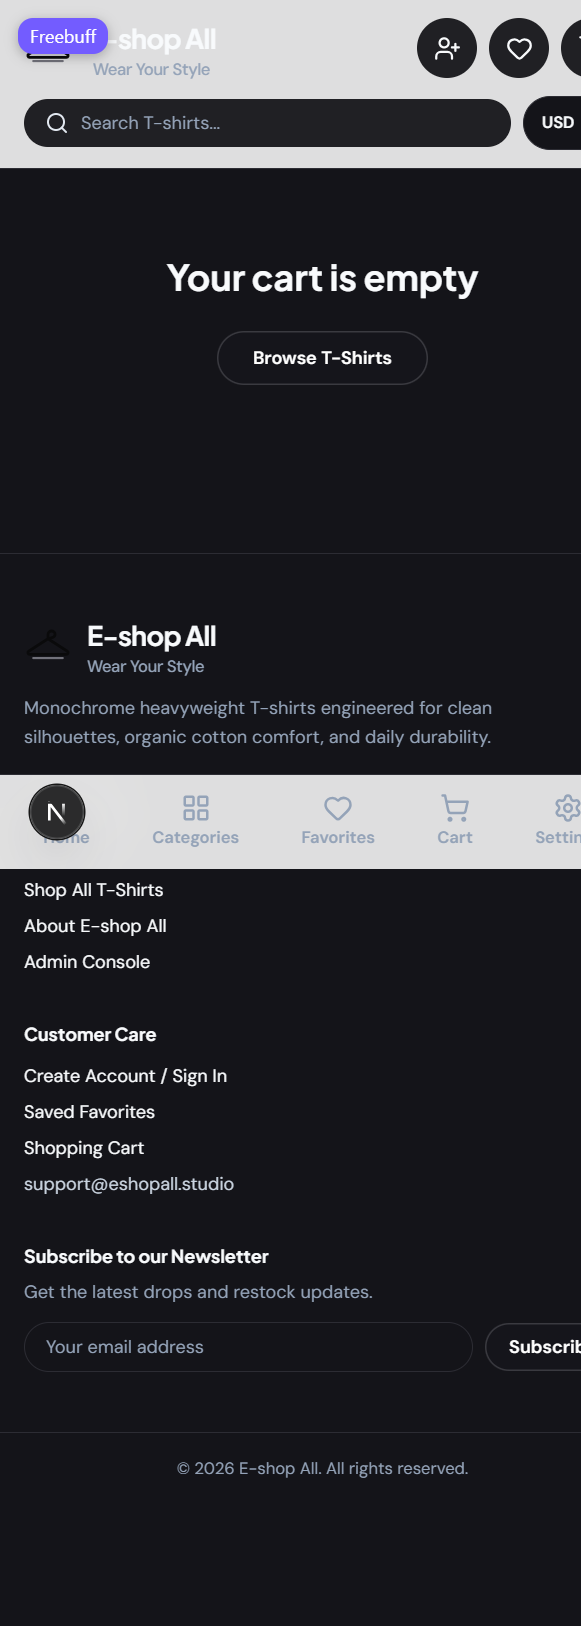 Freebuff
-shop All
Wear Your Style
Search T-shirts...
USD
Your cart is empty
Browse T-Shirts
E-shop All
Wear Your Style
Monochrome heavyweight T-shirts engineered for clean
silhouettes, organic cotton comfort, and daily durability.
N
Home
Categories
Favorites
Cart
Settin
Shop All T-Shirts
About E-shop All
Admin Console
Customer Care
Create Account / Sign In
Saved Favorites
Shopping Cart
support@eshopall.studio
Subscribe to our Newsletter
Get the latest drops and restock updates.
Your email address
Subscrib
© 2026 E-shop All. All rights reserved.